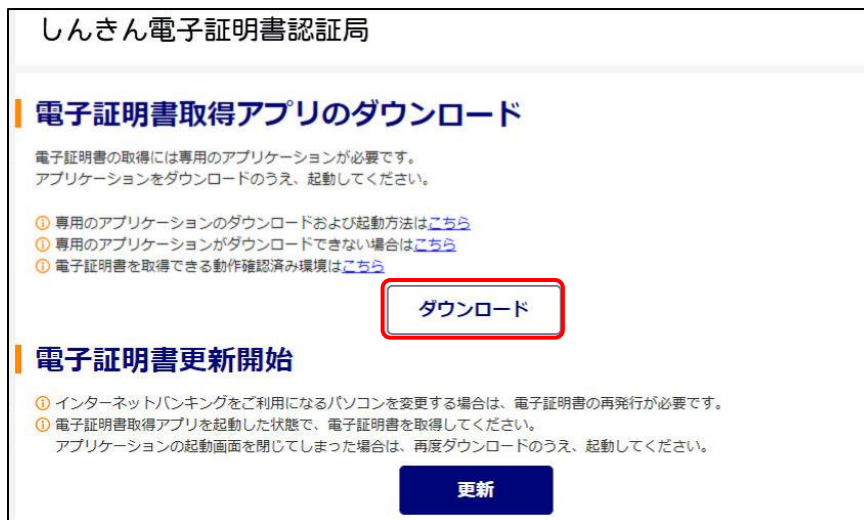 しんきん電子証明書認証局
電子証明書取得アプリのダウンロード
電子証明書の取得には専用のアプリケーションが必要です。
アプリケーションをダウンロードのうえ、起動してください。
専用のアプリケーションのダウンロードおよび起動方法はこちら
専用のアプリケーションがダウンロードできない場合はこちら
電子証明書を取得できる動作確認済み環境はこちら
ダウンロード
電子証明書更新開始
インターネットバンキングをご利用になるパソコンを変更する場合は、電子証明書の再発行が必要です。
電子証明書取得アプリを起動した状態で、電子証明書を取得してください。
アプリケーションの起動画面を閉じてしまった場合は、再度ダウンロードのうえ、起動してください。
更新